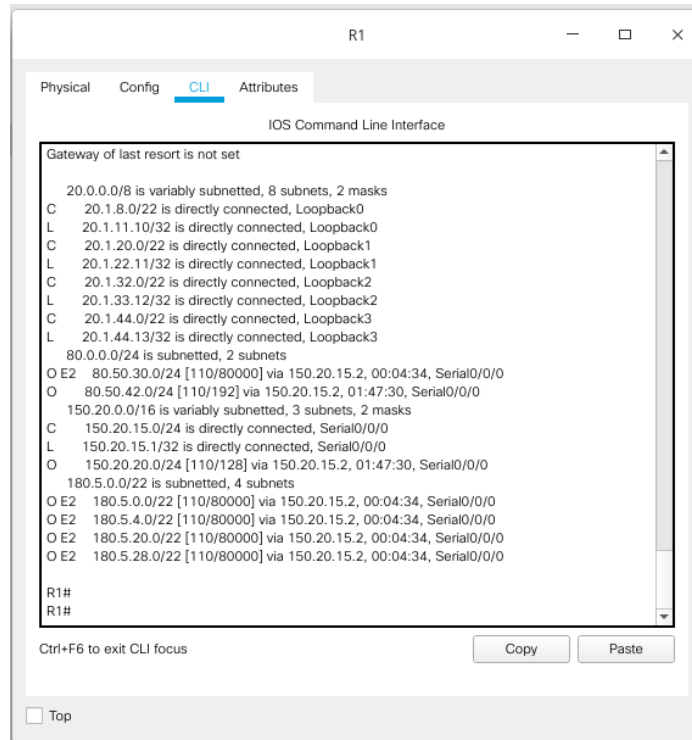 R1
Physical Config CLI Attributes
IOS Command Line Interface
Gateway of last resort is not set
20.0.0.0/8 is variably subnetted, 8 subnets, 2 masks
C 20.1.8.0/22 is directly connected, Loopback0
L 20.1.11.10/32 is directly connected, Loopback0
C 20.1.20.0/22 is directly connected, Loopback1
L 20.1.22.11/32 is directly connected, Loopback1
C 20.1.32.0/22 is directly connected, Loopback2
L 20.1.33.12/32 is directly connected, Loopback2
C 20.1.44.0/22 is directly connected, Loopback3
L 20.1.44.13/32 is directly connected, Loopback3
80.0.0.0/24 is subnetted, 2 subnets
O E2 80.50.30.0/24 [110/80000] via 150.20.15.2, 00:04:34, Serial0/0/0
O 80.50.42.0/24 [110/192] via 150.20.15.2, 01:47:30, Serial0/0/0
150.20.0.0/16 is variably subnetted, 3 subnets, 2 masks
C 150.20.15.0/24 is directly connected, Serial0/0/0
L 150.20.15.1/32 is directly connected, Serial0/0/0
O 150.20.20.0/24 [110/128] via 150.20.15.2, 01:47:30, Serial0/0/0
180.5.0.0/22 is subnetted, 4 subnets
O E2 180.5.0.0/22 [110/80000] via 150.20.15.2, 00:04:34, Serial0/0/0
O E2 180.5.4.0/22 [110/80000] via 150.20.15.2, 00:04:34, Serial0/0/0
O E2 180.5.20.0/22 [110/80000] via 150.20.15.2, 00:04:34, Serial0/0/0
O E2 180.5.28.0/22 [110/80000] via 150.20.15.2, 00:04:34, Serial0/0/0
R1#
R1#
Ctrl+F6 to exit CLI focus Copy Paste
Top